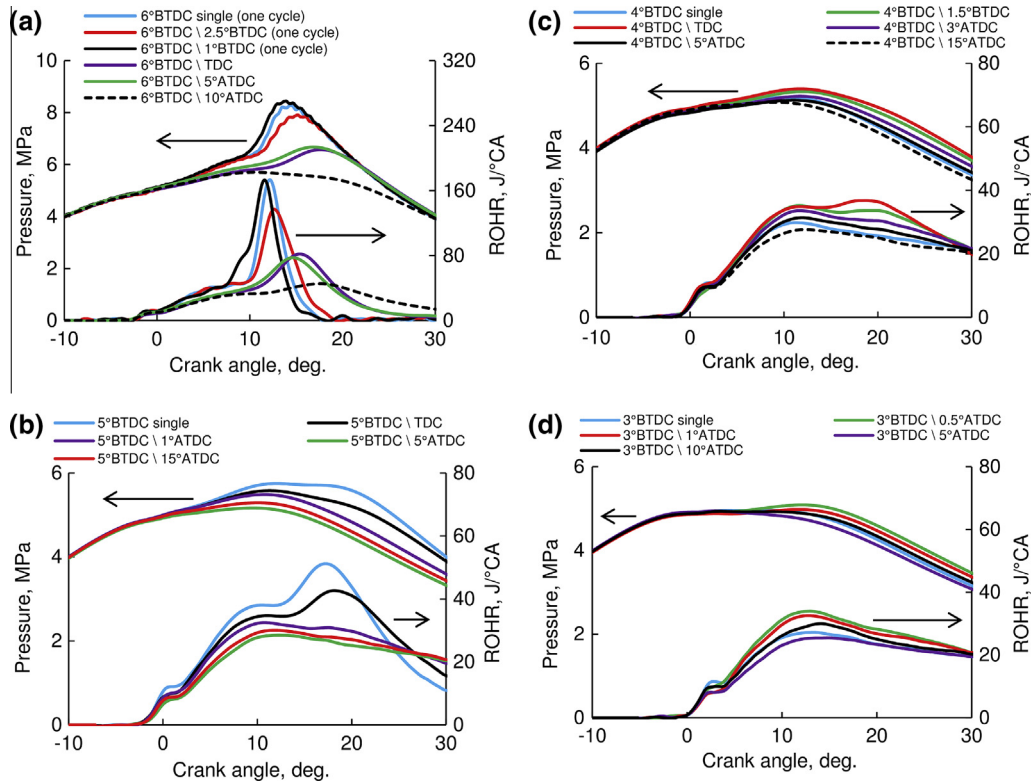 (a)
6°BTDC single (one cycle)
6°BTDC \ 2.5°BTDC (one cycle)
6°BTDC \ 1°BTDC (one cycle)
6°BTDC \ TDC
6°BTDC \ 5°ATDC
6°BTDC \ 10°ATDC
10
8
6
4
2
0
Pressure, MPa
320
240
160
80
0
ROHR, J/°CA
-10 0 10 20 30
Crank angle, deg.
(c)
4°BTDC single 4°BTDC \ 1.5°BTDC
4°BTDC \ TDC 4°BTDC \ 3°ATDC
4°BTDC \ 5°ATDC 4°BTDC \ 15°ATDC
6
4
2
0
Pressure, MPa
80
60
40
20
0
ROHR, J/°CA
-10 0 10 20 30
Crank angle, deg.
(b)
5°BTDC single 5°BTDC \ TDC
5°BTDC \ 1°ATDC 5°BTDC \ 5°ATDC
5°BTDC \ 15°ATDC
6
4
2
0
Pressure, MPa
80
60
40
20
0
ROHR, J/°CA
-10 0 10 20 30
Crank angle, deg.
(d)
3°BTDC single 3°BTDC \ 0.5°ATDC
3°BTDC \ 1°ATDC 3°BTDC \ 5°ATDC
3°BTDC \ 10°ATDC
6
4
2
0
Pressure, MPa
80
60
40
20
0
ROHR, J/°CA
-10 0 10 20 30
Crank angle, deg.